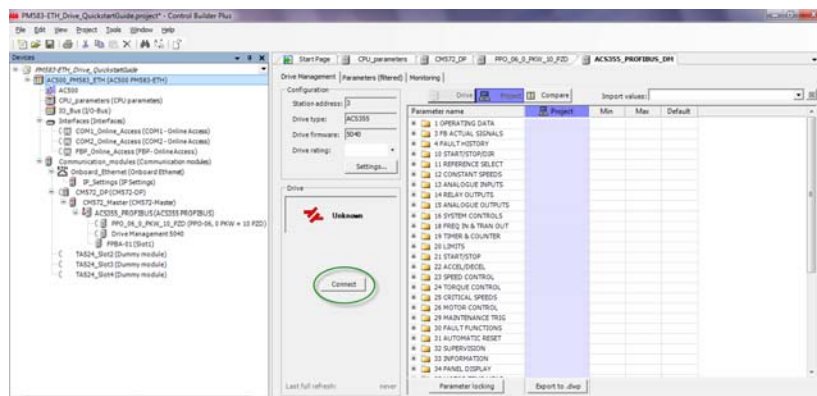 PM583-ETH_Drive_QuickstartGuide.project* - Control Builder Plus
File Edit View Project Tools Window Help
Devices
PM583-ETH_Drive_QuickstartGuide
AC500_PM583_ETH (AC500 PM583-ETH)
AC500
CPU_parameters (CPU parameters)
IO_Bus (I/O-Bus)
Interfaces (Interfaces)
COM1_Online_Access (COM1 - Online Access)
COM2_Online_Access (COM2 - Online Access)
FBP_Online_Access (FBP- Online Access)
Communication_modules (Communication modules)
Onboard_Ethernet (Onboard Ethernet)
IP_Settings (IP Settings)
CM572_DP (CM572-DP)
CM572_Master (CM572-Master)
ACS355_PROFIBUS (ACS355 PROFIBUS)
PPO_06_0_PKW_10_PZD (PPO-06, 0 PKW + 10 PZD)
Drive Management 5040
FPBA-01 (Slot1)
TA524_Slot2 (Dummy module)
TA524_Slot3 (Dummy module)
TA524_Slot4 (Dummy module)
Start Page CPU_parameters CM572_DP PPO_06_0_PKW_10_PZD ACS355_PROFIBUS_DM
Drive Management Parameters (filtered) Monitoring
Configuration
Station address: 3
Drive type: ACS355
Drive firmware: 5040
Drive rating:
Settings...
Drive
Unknown
Connect
Last full refresh: never
Drive Project Compare Import values:
Parameter name Project Min Max Default
1 OPERATING DATA
3 FB ACTUAL SIGNALS
4 FAULT HISTORY
10 START/STOP/DIR
11 REFERENCE SELECT
12 CONSTANT SPEEDS
13 ANALOGUE INPUTS
14 RELAY OUTPUTS
15 ANALOGUE OUTPUTS
16 SYSTEM CONTROLS
18 FREQ IN & TRAN OUT
19 TIMER & COUNTER
20 LIMITS
21 START/STOP
22 ACCEL/DECEL
23 SPEED CONTROL
24 TORQUE CONTROL
25 CRITICAL SPEEDS
26 MOTOR CONTROL
29 MAINTENANCE TRIG
30 FAULT FUNCTIONS
31 AUTOMATIC RESET
32 SUPERVISION
33 INFORMATION
34 PANEL DISPLAY
Parameter locking Export to .dwp